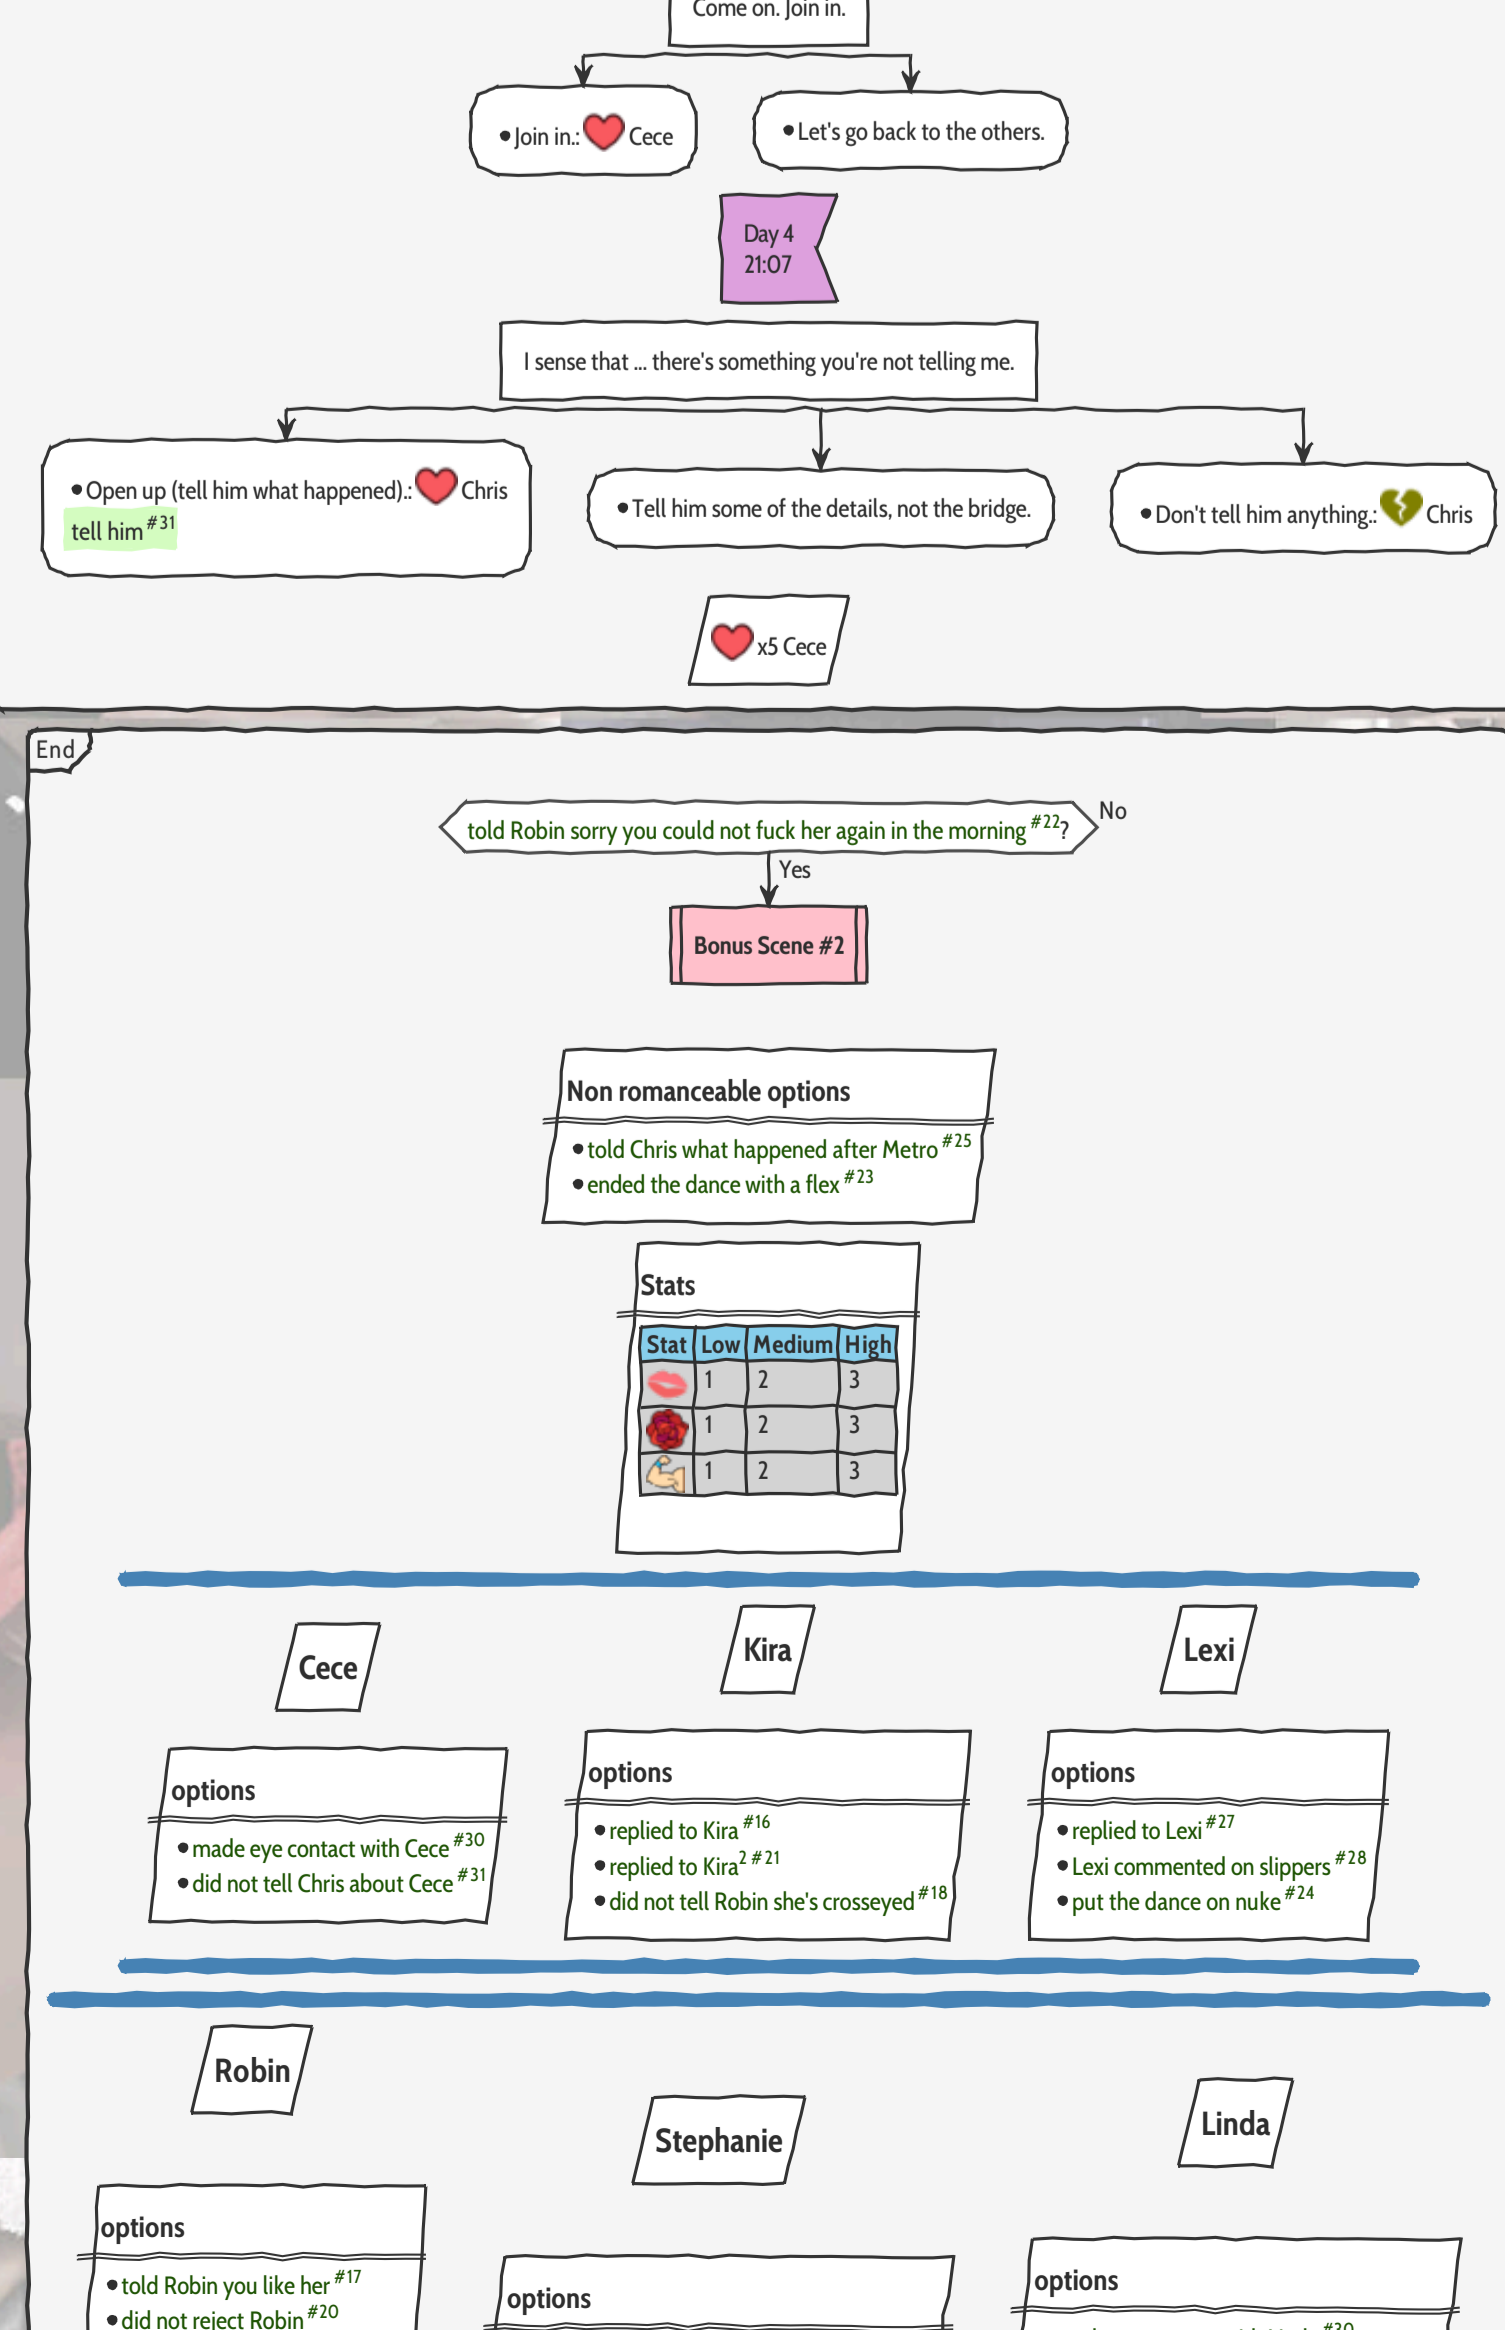 Come on. Join in.
Join in.: Cece
Let's go back to the others.
Day 4
21:07
I sense that ... there's something you're not telling me.
Open up (tell him what happened).: Chris
tell him #31
Tell him some of the details, not the bridge.
Don't tell him anything.: Chris
x5 Cece
End
told Robin sorry you could not fuck her again in the morning #22?
No
Yes
Bonus Scene #2
Non romanceable options
told Chris what happened after Metro #25
ended the dance with a flex #23
Stats
Stat Low Medium High
1 2 3
1 2 3
1 2 3
Cece
options
made eye contact with Cece #30
did not tell Chris about Cece #31
Kira
options
replied to Kira #16
replied to Kira2 #21
did not tell Robin she's crosseyed #18
Lexi
options
replied to Lexi #27
Lexi commented on slippers #28
put the dance on nuke #24
Robin
options
told Robin you like her #17
did not reject Robin #20
Stephanie
options
Linda
options
#30